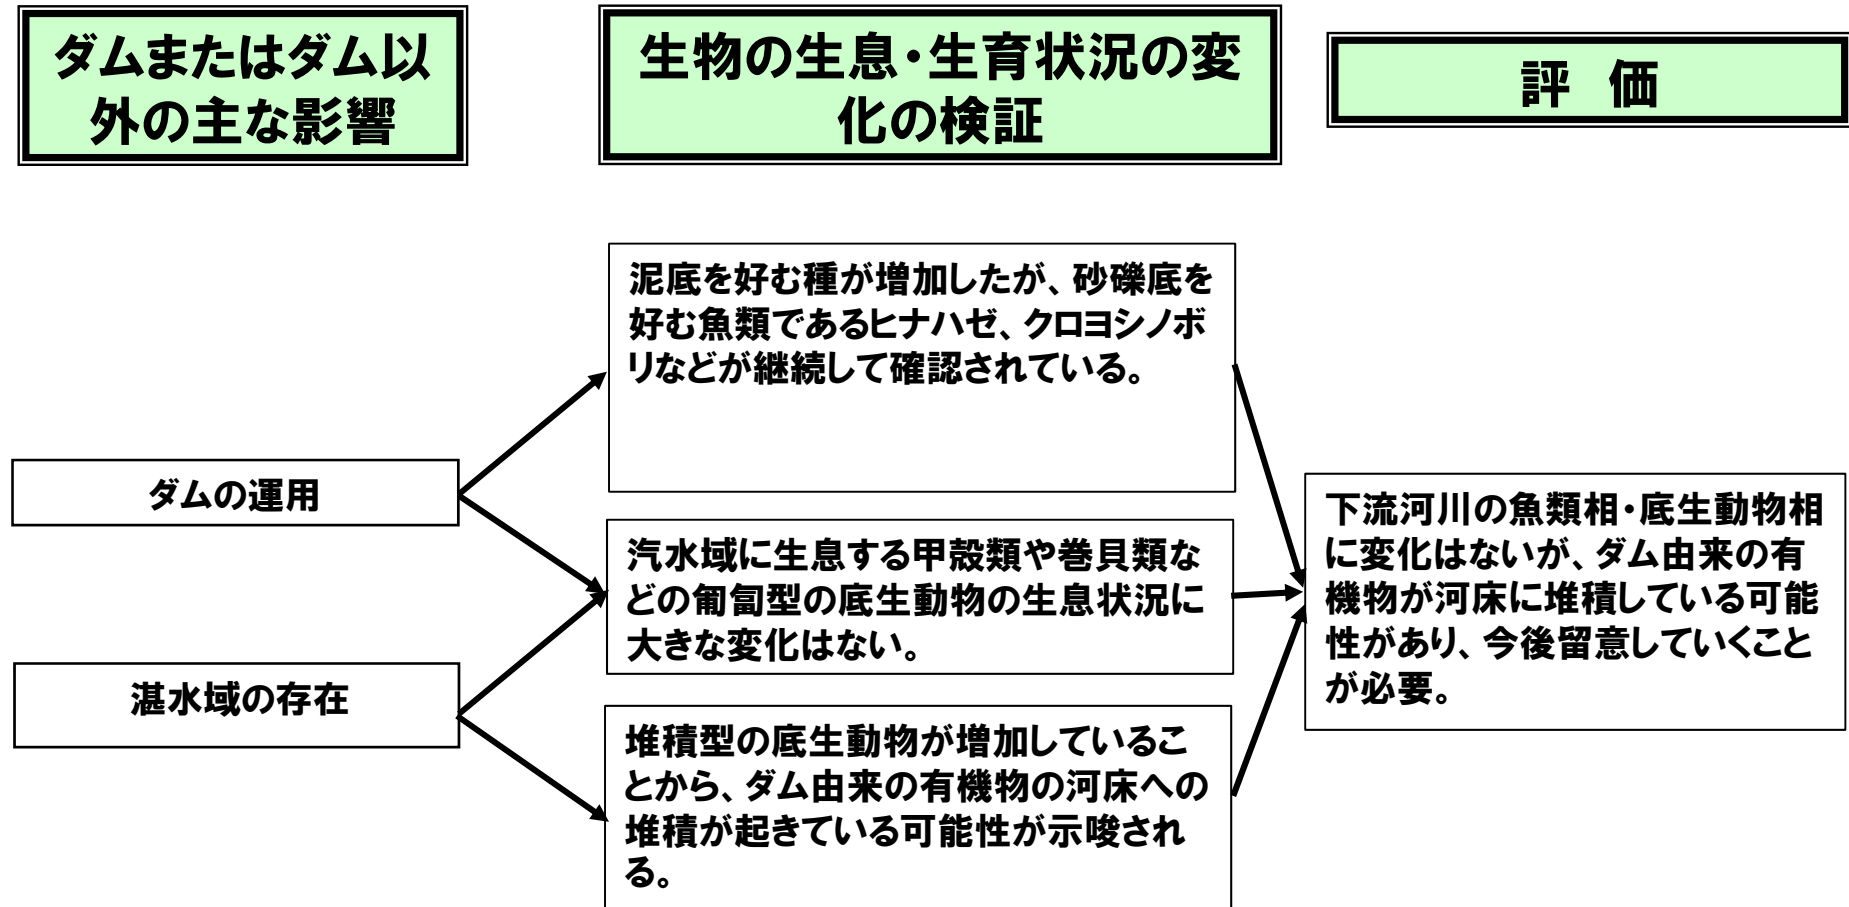 ダムまたはダム以
外の主な影響
生物の生息・生育状況の変
化の検証
評　価
泥底を好む種が増加したが、砂礫底を
好む魚類であるヒナハゼ、クロヨシノボ
リなどが継続して確認されている。
ダムの運用
汽水域に生息する甲殻類や巻貝類な
どの匍匐型の底生動物の生息状況に
大きな変化はない。
湛水域の存在
堆積型の底生動物が増加しているこ
とから、ダム由来の有機物の河床への
堆積が起きている可能性が示唆され
る。
下流河川の魚類相・底生動物相
に変化はないが、ダム由来の有
機物が河床に堆積している可能
性があり、今後留意していくこと
が必要。